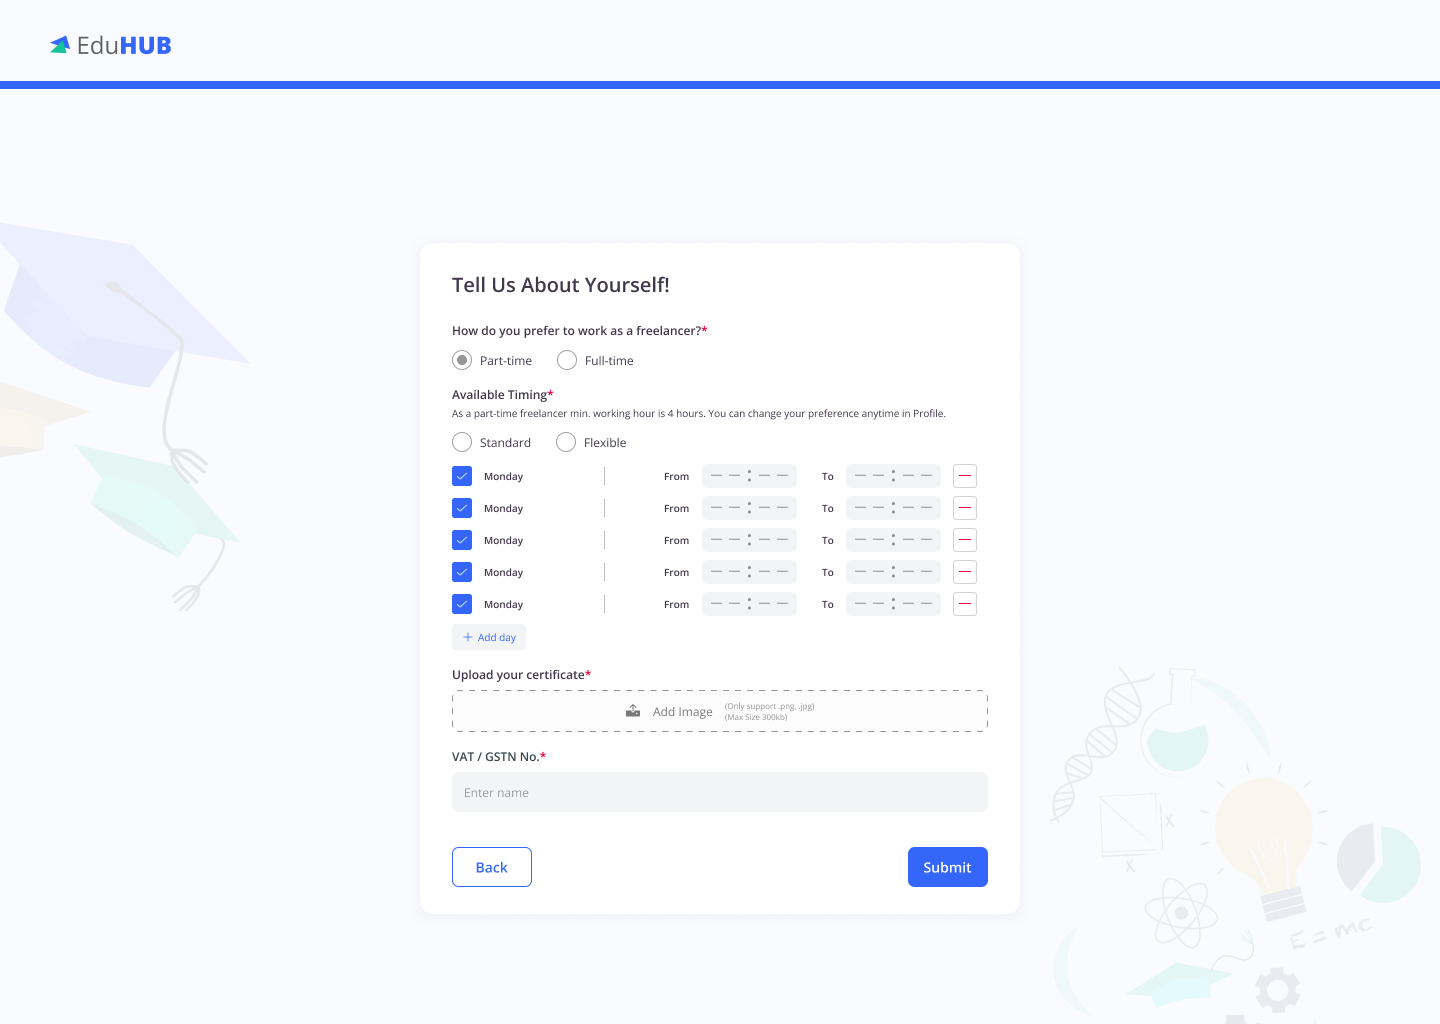 EduHUB
Tell Us About Yourself!
How do you prefer to work as a freelancer?*
Part-time Full-time
Available Timing*
As a part-time freelancer min. working hour is 4 hours. You can change your preference anytime in Profile.
Standard Flexible
Monday From — — : — — To — — : — —
Monday From — — : — — To — — : — —
Monday From — — : — — To — — : — —
Monday From — — : — — To — — : — —
Monday From — — : — — To — — : — —
+ Add day
Upload your certificate*
Add Image (Only support .png, .jpg)
(Max Size 300kb)
VAT / GSTN No.*
Enter name
Back Submit
X
X
E = mc